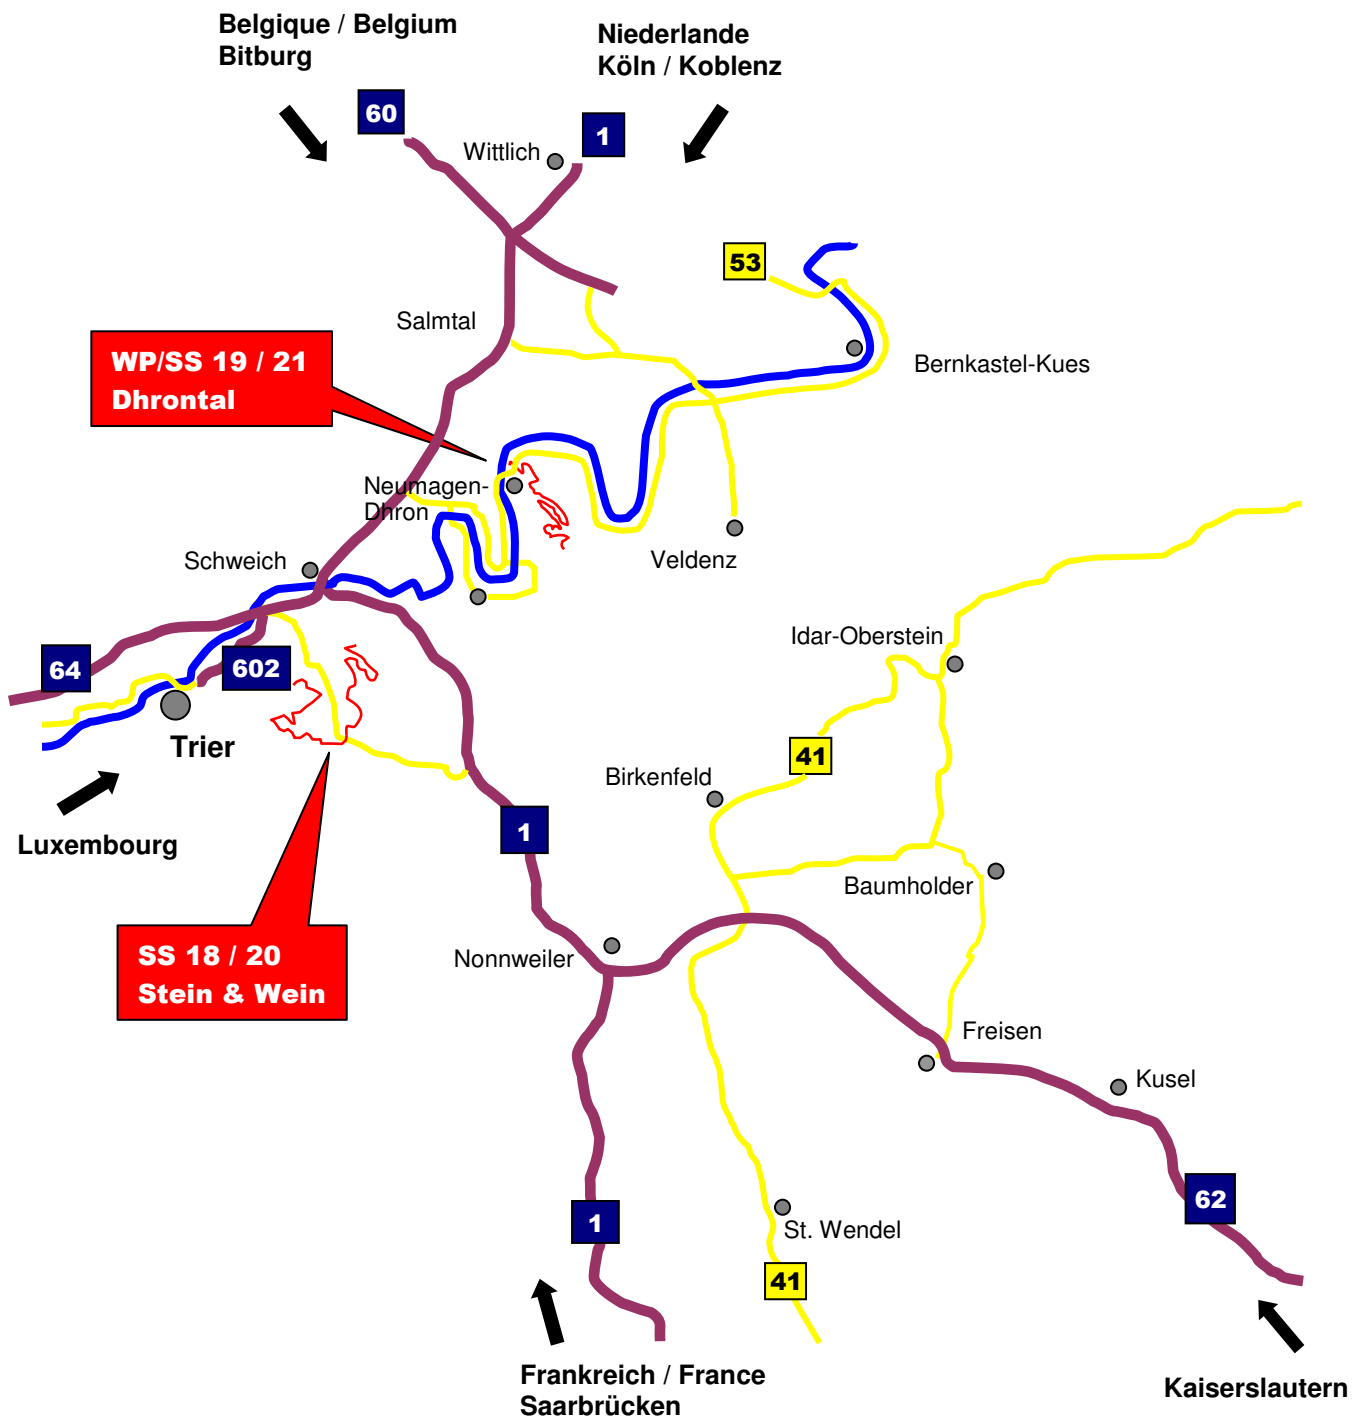 Belgique / Belgium
Bitburg
Niederlande
Köln / Koblenz
60
1
Wittlich
53
Salmtal
WP/SS 19 / 21
Dhrontal
Bernkastel-Kues
Neumagen-
Dhron
Schweich
Veldenz
Idar-Oberstein
64
602
Trier
41
Birkenfeld
1
Luxembourg
Baumholder
SS 18 / 20
Stein & Wein
Nonnweiler
Freisen
Kusel
62
1
St. Wendel
41
Frankreich / France
Saarbrücken
Kaiserslautern